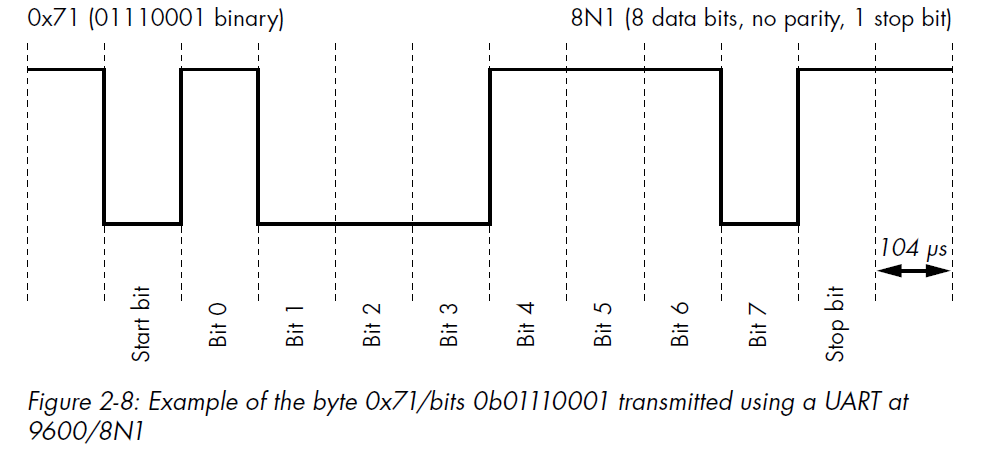 0x71 (01110001 binary)
8N1 (8 data bits, no parity, 1 stop bit)
104 µs
Start bit
Bit 0
Bit 1
Bit 2
Bit 3
Bit 4
Bit 5
Bit 6
Bit 7
Stop bit
Figure 2-8: Example of the byte 0x71/bits 0b01110001 transmitted using a UART at
9600/8N1